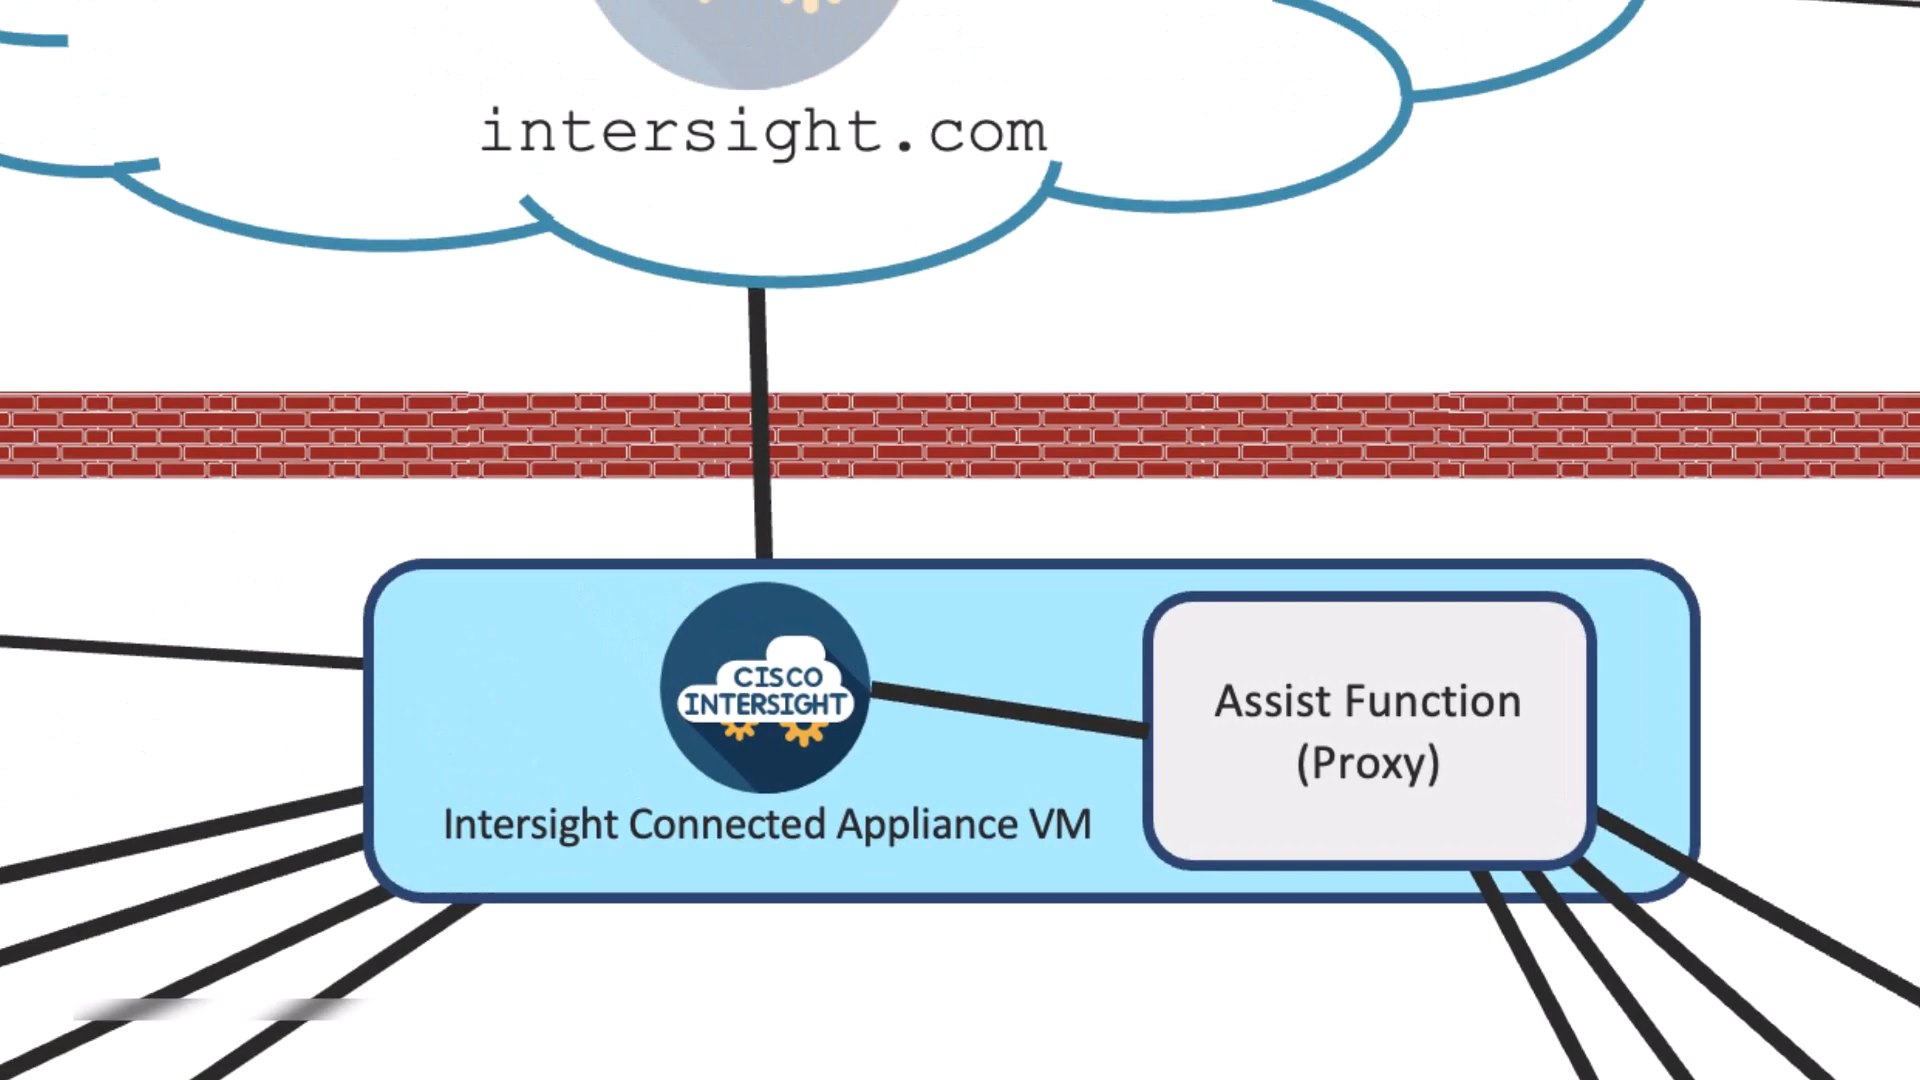 intersight.com
CISCO
INTERSIGHT
Assist Function
(Proxy)
Intersight Connected Appliance VM